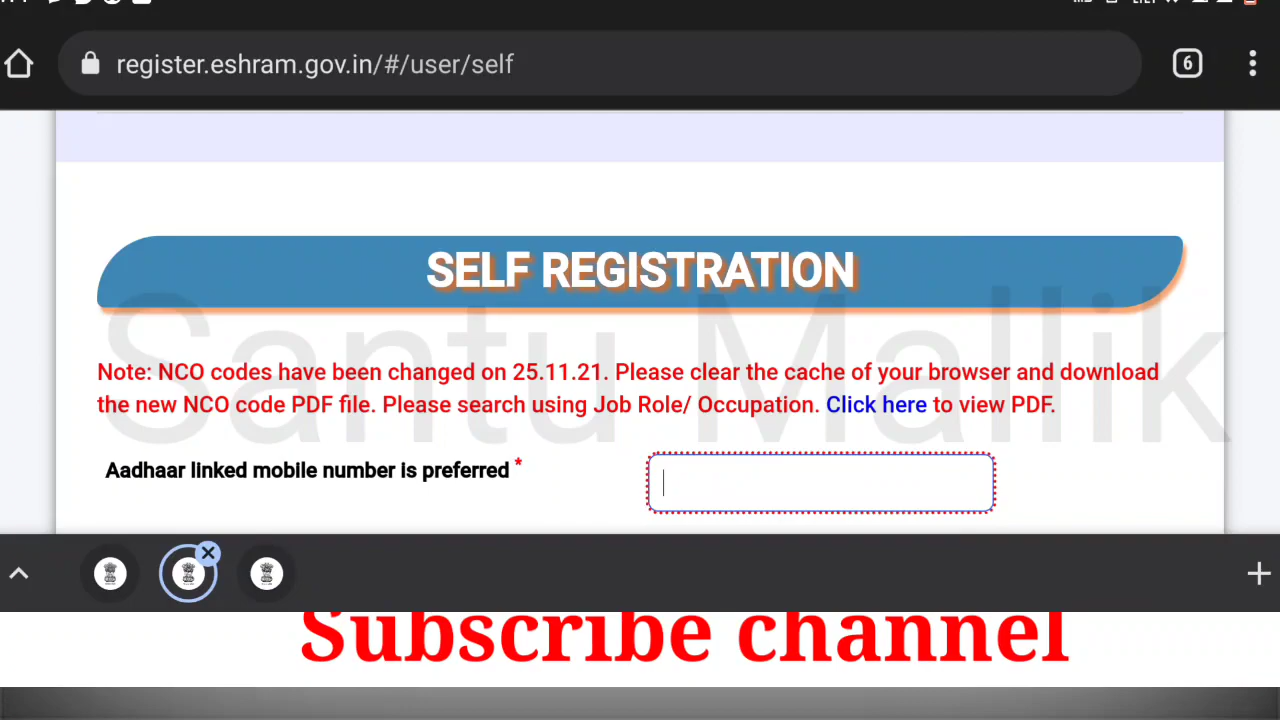 register.eshram.gov.in/#/user/self
6
SELF REGISTRATION
Santu Mallik
Note: NCO codes have been changed on 25.11.21. Please clear the cache of your browser and download
the new NCO code PDF file. Please search using Job Role/ Occupation. Click here to view PDF.
Aadhaar linked mobile number is preferred *
Subscribe channel